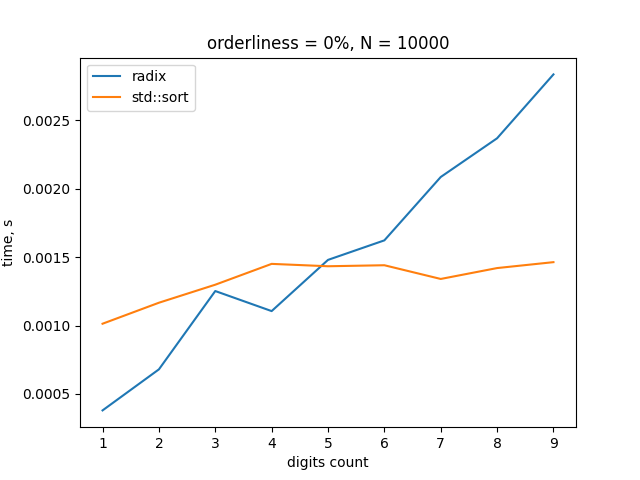 orderliness = 0%, N = 10000
radix
std::sort
0.0025
0.0020
0.0015
0.0010
0.0005
time, s
1 2 3 4 5 6 7 8 9
digits count